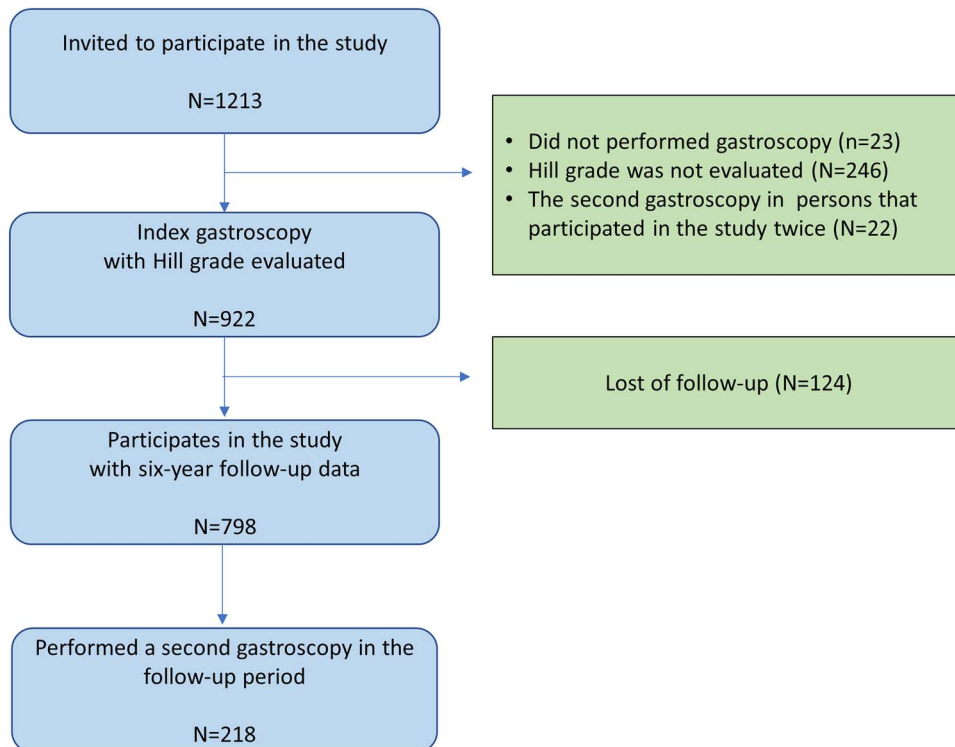 Invited to participate in the study
N=1213
• Did not performed gastroscopy (n=23)
• Hill grade was not evaluated (N=246)
• The second gastroscopy in persons that
participated in the study twice (N=22)
Index gastroscopy
with Hill grade evaluated
N=922
Lost of follow-up (N=124)
Participates in the study
with six-year follow-up data
N=798
Performed a second gastroscopy in the
follow-up period
N=218